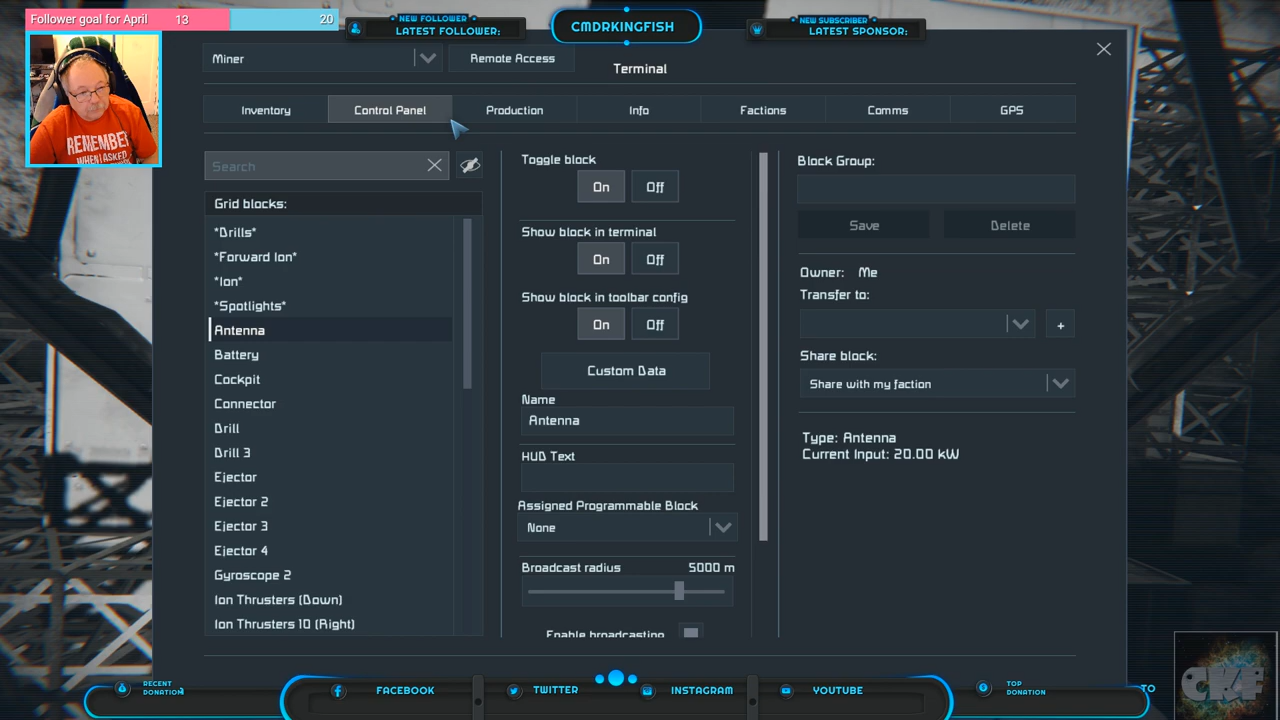 Follower goal for April 13 20
NEW FOLLOWER
LATEST FOLLOWER:
CMDRKINGFISH
NEW SUBSCRIBER
LATEST SPONSOR:
REMEMBER
WHEN I ASKED
Miner
Remote Access
Terminal
Inventory
Control Panel
Production
Info
Factions
Comms
GPS
Search
Grid blocks:
*Drills*
*Forward Ion*
*Ion*
*Spotlights*
Antenna
Battery
Cockpit
Connector
Drill
Drill 3
Ejector
Ejector 2
Ejector 3
Ejector 4
Gyroscope 2
Ion Thrusters (Down)
Ion Thrusters 10 (Right)
Toggle block
On Off
Show block in terminal
On Off
Show block in toolbar config
On Off
Custom Data
Name
Antenna
HUD Text
Assigned Programmable Block
None
Broadcast radius 5000 m
Enable broadcasting
Block Group:
Save Delete
Owner: Me
Transfer to:
+
Share block:
Share with my faction
Type: Antenna
Current Input: 20.00 kW
RECENT
DONATION
FACEBOOK
TWITTER
INSTAGRAM
YOUTUBE
TOP
DONATION
TO
CKF